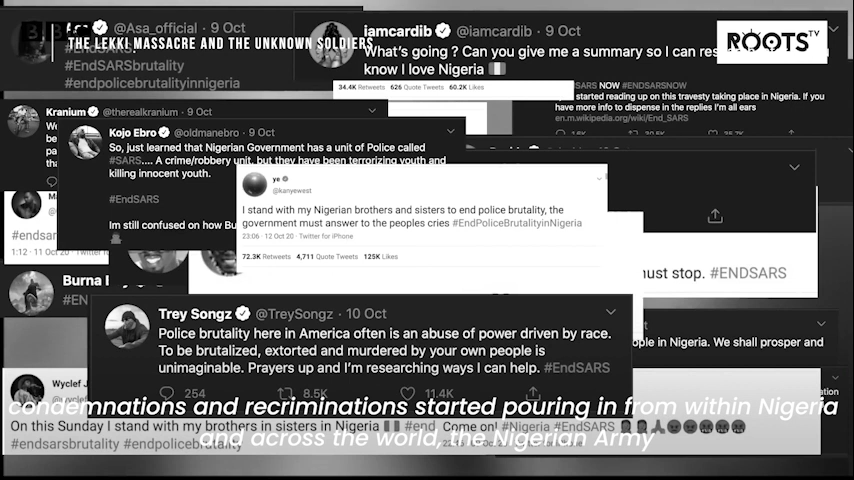 @Asa_official · 9 Oct
THE LEKKI MASSACRE AND THE UNKNOWN SOLDIERS
#EndSARS
#EndSARSbrutality
#endpolicebrutalityinnigeria
iamcardib @iamcardib · 9 Oct
What's going ? Can you give me a summary so I can
know I love Nigeria
34.4K Retweets 626 Quote Tweets 60.2K Likes
ROOTS TV
SARS NOW #ENDSARSNOW
started reading up on this travesty taking place in Nigeria. If you
have more info to dispense in the replies I'm all ears
en.m.wikipedia.org/wiki/End_SARS
Kranium @therealkranium · 9 Oct
Kojo Ebro @oldmanebro · 9 Oct
So, just learned that Nigerian Government has a unit of Police called
#SARS.... A crime/robbery unit, but they have been terrorizing youth and
killing innocent youth.
#EndSARS
Im still confused on how
ye
@kanyewest
I stand with my Nigerian brothers and sisters to end police brutality, the
government must answer to the peoples cries #EndPoliceBrutalityinNigeria
23:06 · 12 Oct 20 · Twitter for iPhone
72.3K Retweets 4,711 Quote Tweets 125K Likes
#endsar
1:12 · 11 Oct 20 · Twitte
must stop. #ENDSARS
Burna
#EN
Trey Songz @TreySongz · 10 Oct
Police brutality here in America often is an abuse of power driven by race.
To be brutalized, extorted and murdered by your own people is
unimaginable. Prayers up and I'm researching ways I can help. #EndSARS
254 8.5K 11.4K
ople in Nigeria. We shall prosper and
Wyclef J
condemnations and recriminations started pouring in from within Nigeria
On this Sunday I stand with my brothers in sisters in Nigeria #end
Come on! #Nigeria #EndSARS
#endsarsbrutality #endpolicebrutality
and across the world, the Nigerian Army